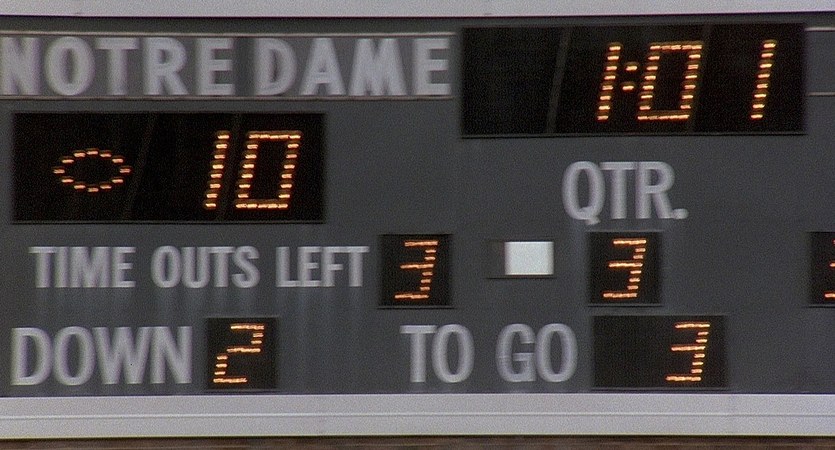 NOTRE DAME 1:01
10
QTR.
TIME OUTS LEFT 3 3
DOWN 2 TO GO 3